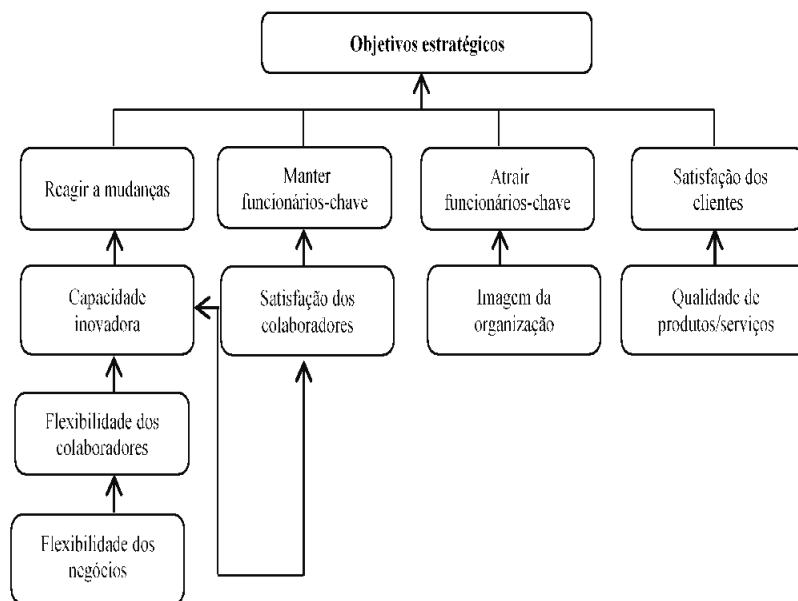 Objetivos estratégicos
Reagir a mudanças
Manter
funcionários-chave
Atrair
funcionários-chave
Satisfação dos
clientes
Capacidade
inovadora
Satisfação dos
colaboradores
Imagem da
organização
Qualidade de
produtos/serviços
Flexibilidade dos
colaboradores
Flexibilidade dos
negócios